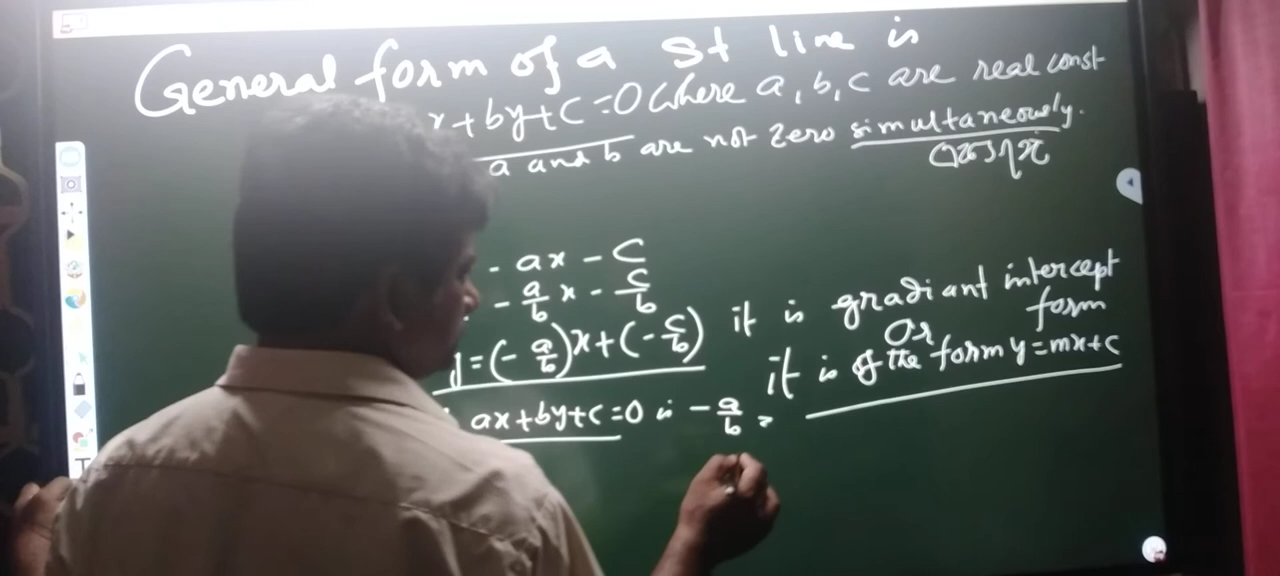 General form of a st line is
x+by+c=0 where a, b, c are real const
a and b are not zero simultaneously.
- ax - c
- a/b x - c/b
y=(- a/b)x+(- c/b) it is gradiant intercept form
Or
it is of the form y=mx+c
ax+by+c=0 is - a/b =